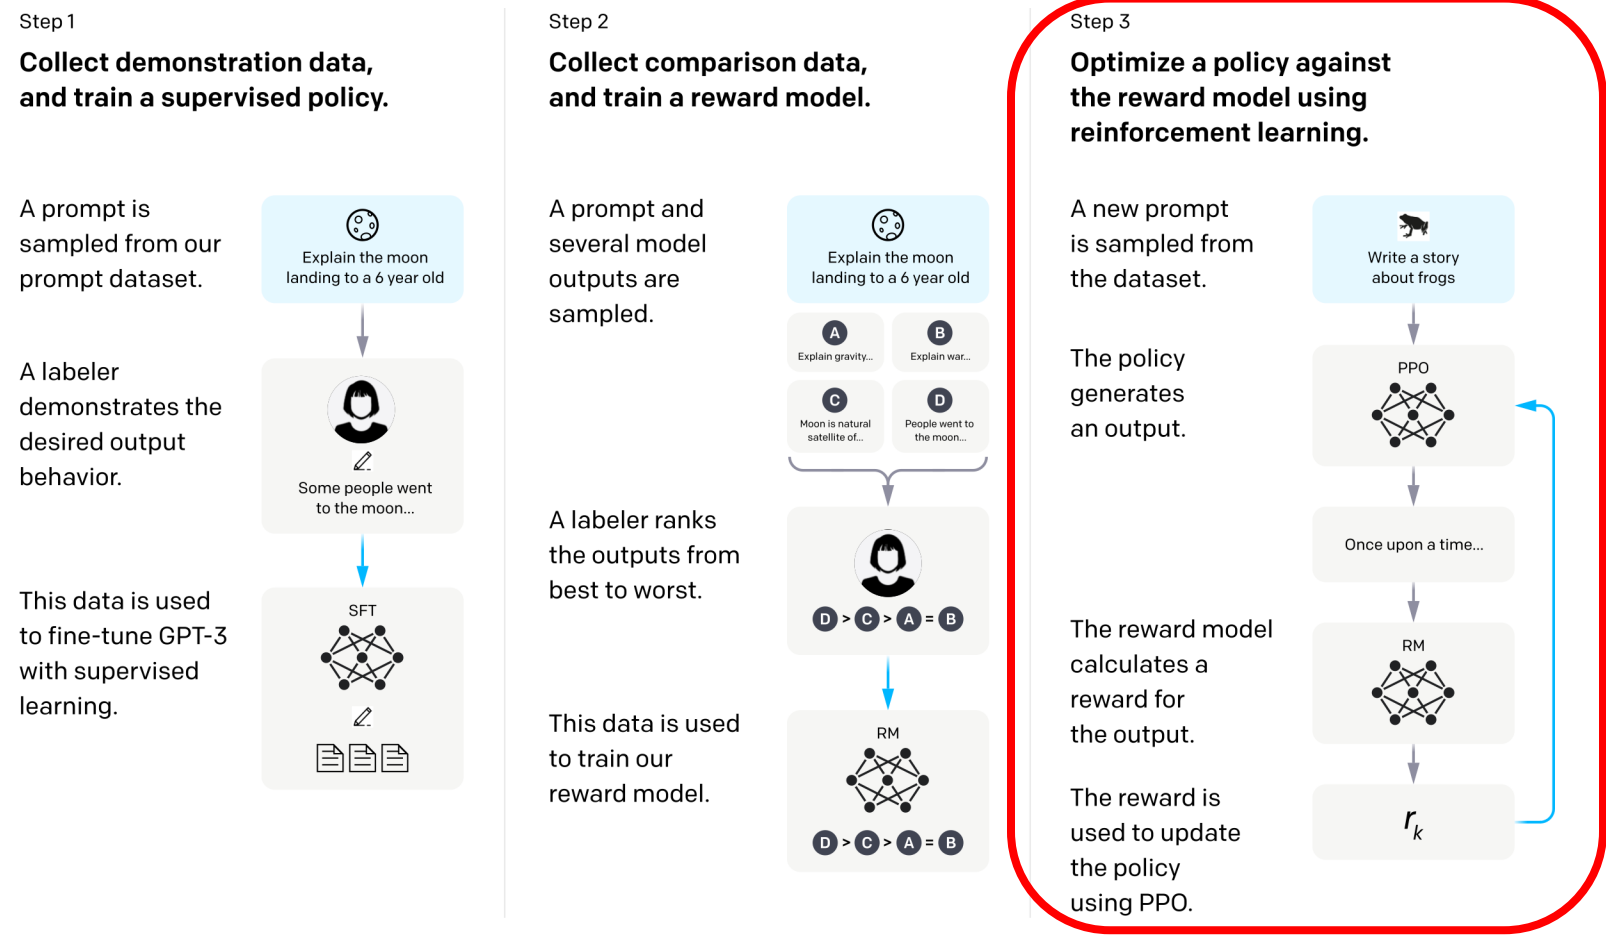 Step 1
Collect demonstration data,
and train a supervised policy.
A prompt is
sampled from our
prompt dataset.
Explain the moon
landing to a 6 year old
A labeler
demonstrates the
desired output
behavior.
Some people went
to the moon...
This data is used
to fine-tune GPT-3
with supervised
learning.
SFT
Step 2
Collect comparison data,
and train a reward model.
A prompt and
several model
outputs are
sampled.
Explain the moon
landing to a 6 year old
A
Explain gravity...
B
Explain war...
C
Moon is natural
satellite of...
D
People went to
the moon...
A labeler ranks
the outputs from
best to worst.
D > C > A = B
This data is used
to train our
reward model.
RM
D > C > A = B
Step 3
Optimize a policy against
the reward model using
reinforcement learning.
A new prompt
is sampled from
the dataset.
Write a story
about frogs
The policy
generates
an output.
PPO
Once upon a time...
The reward model
calculates a
reward for
the output.
RM
The reward is
used to update
the policy
using PPO.
r_k